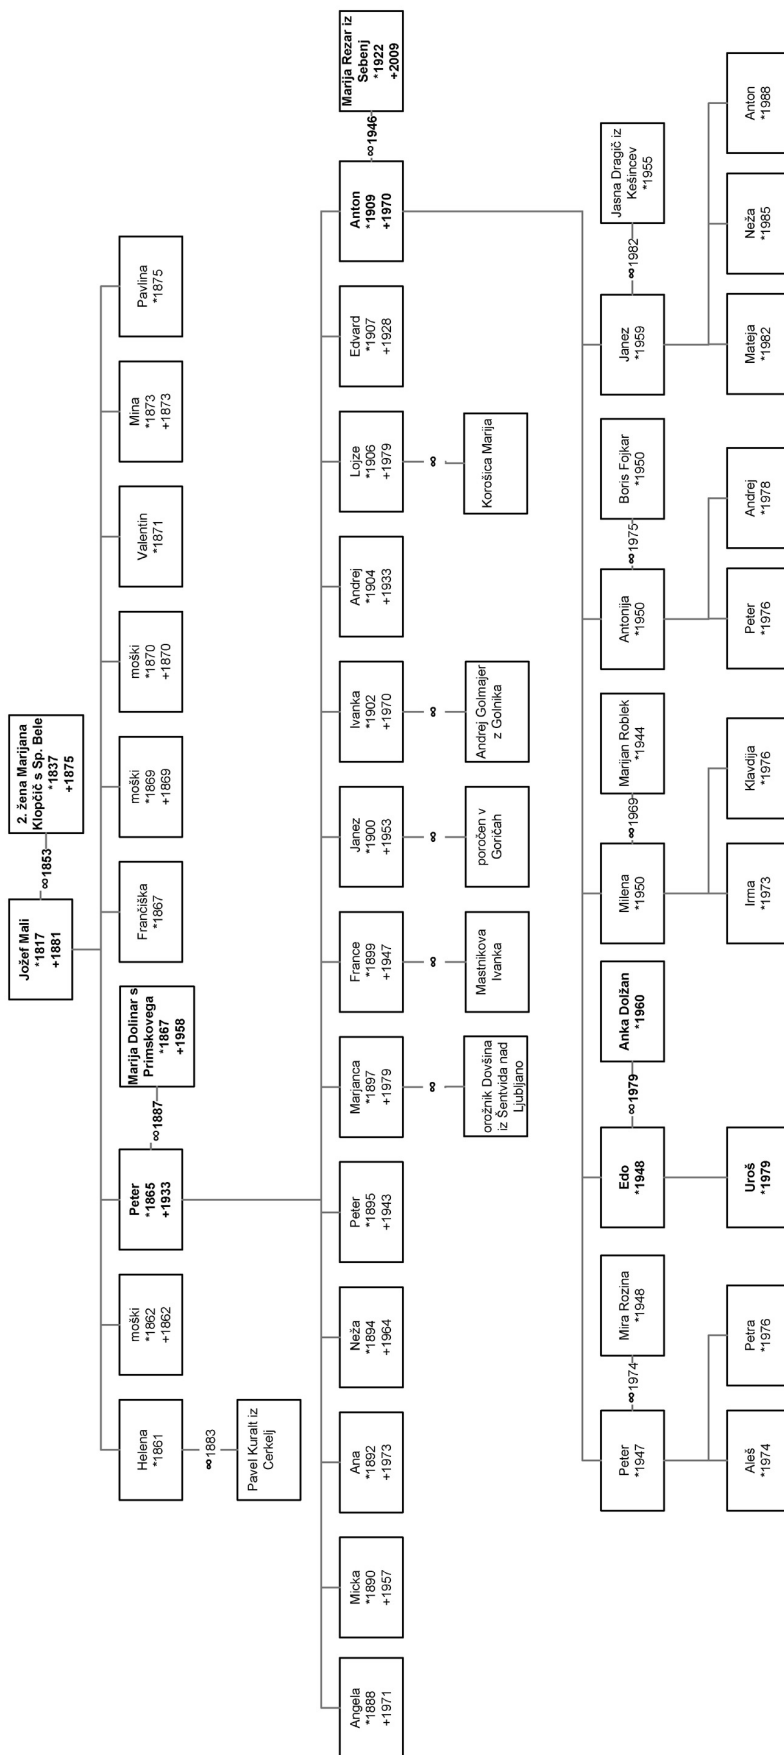 Jožef Mali
*1817
+1881
∞1853
2. žena Marijana
Klopčič s Sp. Bele
*1837
+1875
Helena
*1861
∞1883
Pavel Kuralt iz
Cerkelj
moški
*1862
+1862
Peter
*1865
+1933
∞1887
Marija Dolinar s
Primskovega
*1867
+1958
Frančiška
*1867
moški
*1869
+1869
moški
*1870
+1870
Valentin
*1871
Mina
*1873
+1873
Pavlina
*1875
Angela
*1888
+1971
Micka
*1890
+1957
Ana
*1892
+1973
Neža
*1894
+1964
Peter
*1895
+1943
Marjanca
*1897
+1979
∞
orožnik Dovšina
iz Šentvida nad
Ljubljano
France
*1899
+1947
∞
Mastnikova
Ivanka
Janez
*1900
+1953
∞
poročen v
Goričah
Ivanka
*1902
+1970
∞
Andrej Golmajer
z Golnika
Andrej
*1904
+1933
Lojze
*1906
+1979
∞
Korošica Marija
Edvard
*1907
+1928
Anton
*1909
+1970
∞1946
Marija Rezar iz
Sebenj
*1922
+2009
Peter
*1947
∞1974
Mira Rozina
*1948
Edo
*1948
∞1979
Anka Dolžan
*1960
Milena
*1950
∞1969
Marijan Roblek
*1944
Antonija
*1950
∞1975
Boris Fojkar
*1950
Janez
*1959
∞1982
Jasna Dragič iz
Kešincev
*1955
Aleš
*1974
Petra
*1976
Uroš
*1979
Irma
*1973
Klavdija
*1976
Peter
*1976
Andrej
*1978
Mateja
*1982
Neža
*1985
Anton
*1988